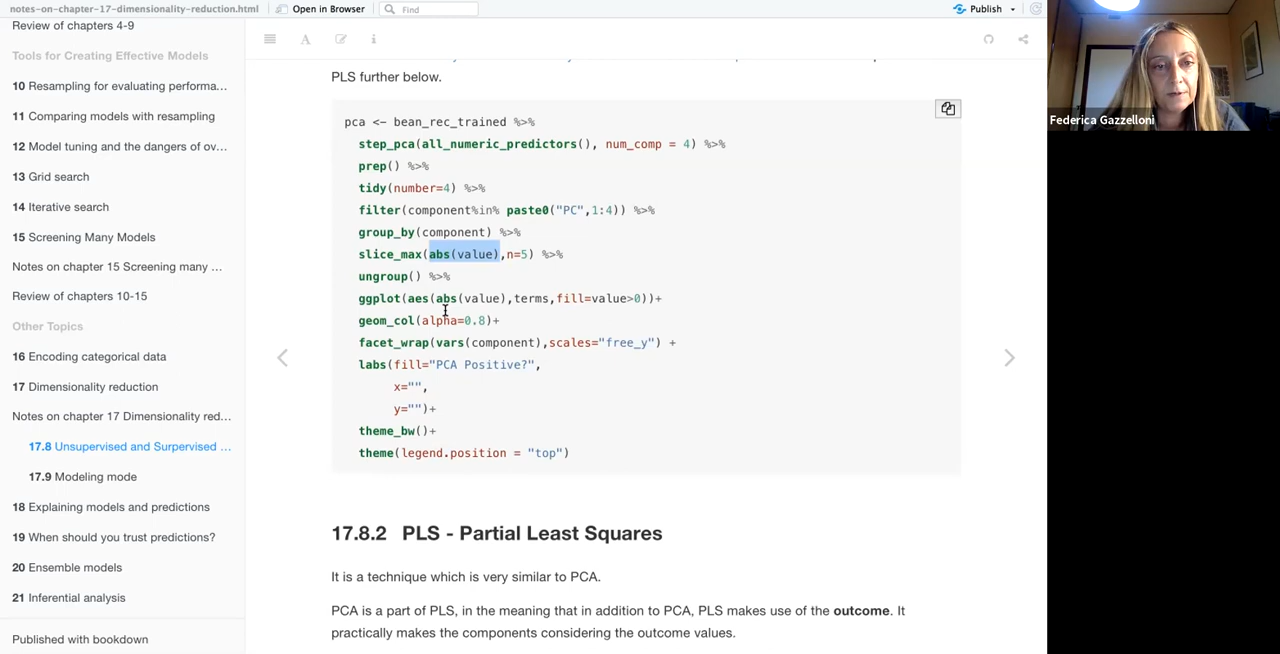 notes-on-chapter-17-dimensionality-reduction.html
Open in Browser
Find
Publish
Review of chapters 4-9
Tools for Creating Effective Models
10 Resampling for evaluating performa...
11 Comparing models with resampling
12 Model tuning and the dangers of ov...
13 Grid search
14 Iterative search
15 Screening Many Models
Notes on chapter 15 Screening many ...
Review of chapters 10-15
Other Topics
16 Encoding categorical data
17 Dimensionality reduction
Notes on chapter 17 Dimensionality red...
17.8 Unsupervised and Surpervised ...
17.9 Modeling mode
18 Explaining models and predictions
19 When should you trust predictions?
20 Ensemble models
21 Inferential analysis
Published with bookdown
PLS further below.
pca <- bean_rec_trained %>%
step_pca(all_numeric_predictors(), num_comp = 4) %>%
prep() %>%
tidy(number=4) %>%
filter(component%in% paste0("PC",1:4)) %>%
group_by(component) %>%
slice_max(abs(value),n=5) %>%
ungroup() %>%
ggplot(aes(abs(value),terms,fill=value>0))+
geom_col(alpha=0.8)+
facet_wrap(vars(component),scales="free_y") +
labs(fill="PCA Positive?",
x="",
y="")+
theme_bw()+
theme(legend.position = "top")
17.8.2 PLS - Partial Least Squares
It is a technique which is very similar to PCA.
PCA is a part of PLS, in the meaning that in addition to PCA, PLS makes use of the outcome. It
practically makes the components considering the outcome values.
Federica Gazzelloni